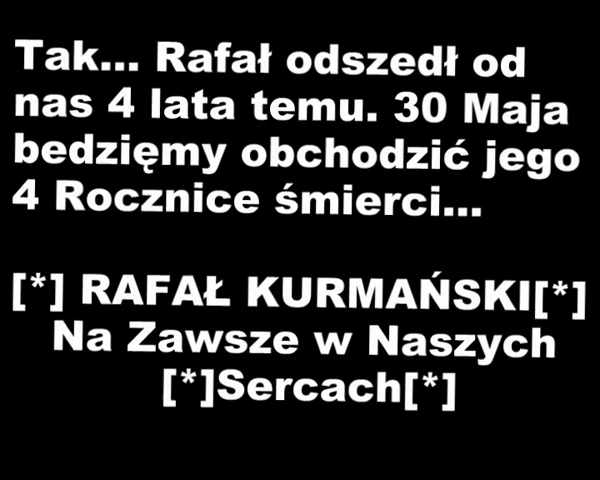 Tak... Rafał odszedł od
nas 4 lata temu. 30 Maja
bedzięmy obchodzić jego
4 Rocznice śmierci...
[*] RAFAŁ KURMAŃSKI[*]
Na Zawsze w Naszych
[*]Sercach[*]